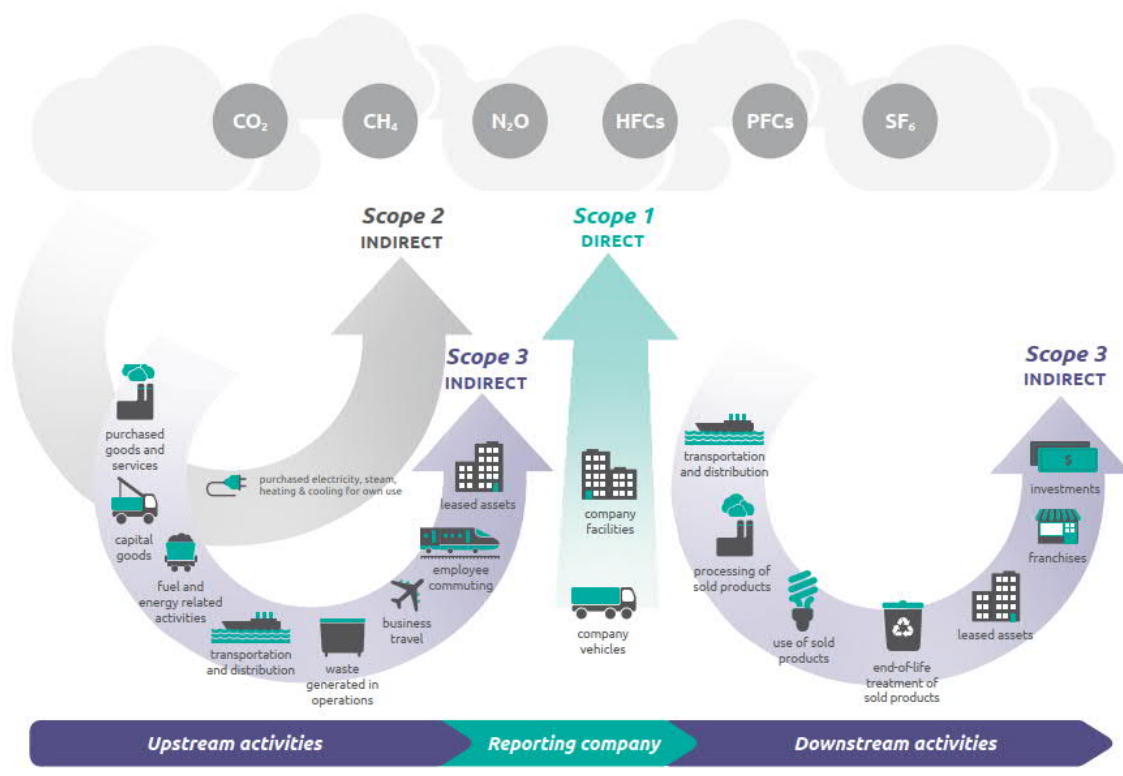 CO₂
CH₄
N₂O
HFCs
PFCs
SF₆
Scope 2
INDIRECT
Scope 1
DIRECT
Scope 3
INDIRECT
Scope 3
INDIRECT
purchased
goods and
services
capital
goods
fuel and
energy related
activities
transportation
and distribution
waste
generated in
operations
business
travel
employee
commuting
leased assets
purchased electricity, steam,
heating & cooling for own use
company
facilities
company
vehicles
transportation
and distribution
processing of
sold products
use of sold
products
end-of-life
treatment of
sold products
leased assets
franchises
$
investments
Upstream activities
Reporting company
Downstream activities